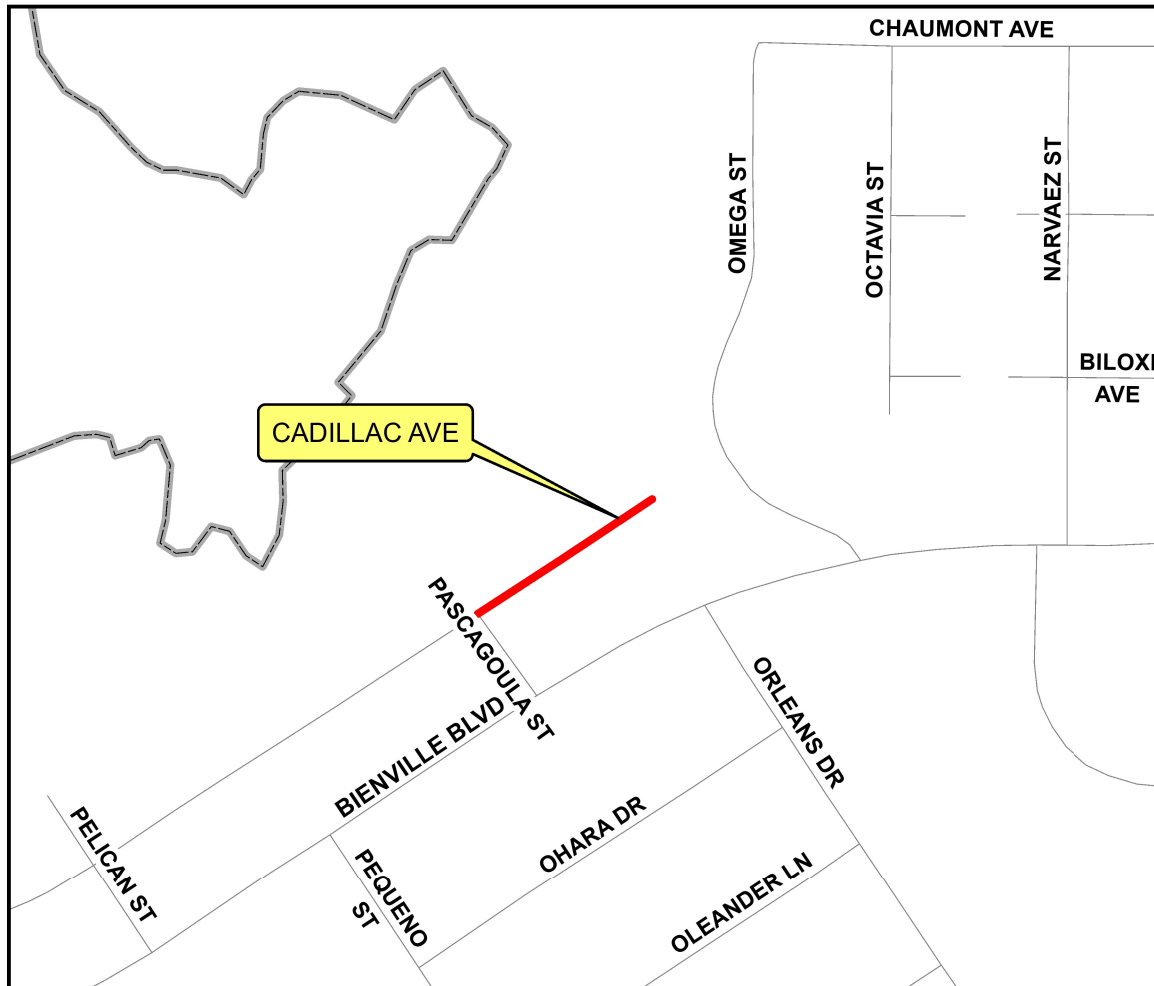 CHAUMONT AVE
OMEGA ST
OCTAVIA ST
NARVAEZ ST
BILOXI
AVE
CADILLAC AVE
PASCAGOULA ST
BIENVILLE BLVD
ORLEANS DR
OHARA DR
PELICAN ST
PEQUENO
ST
OLEANDER LN